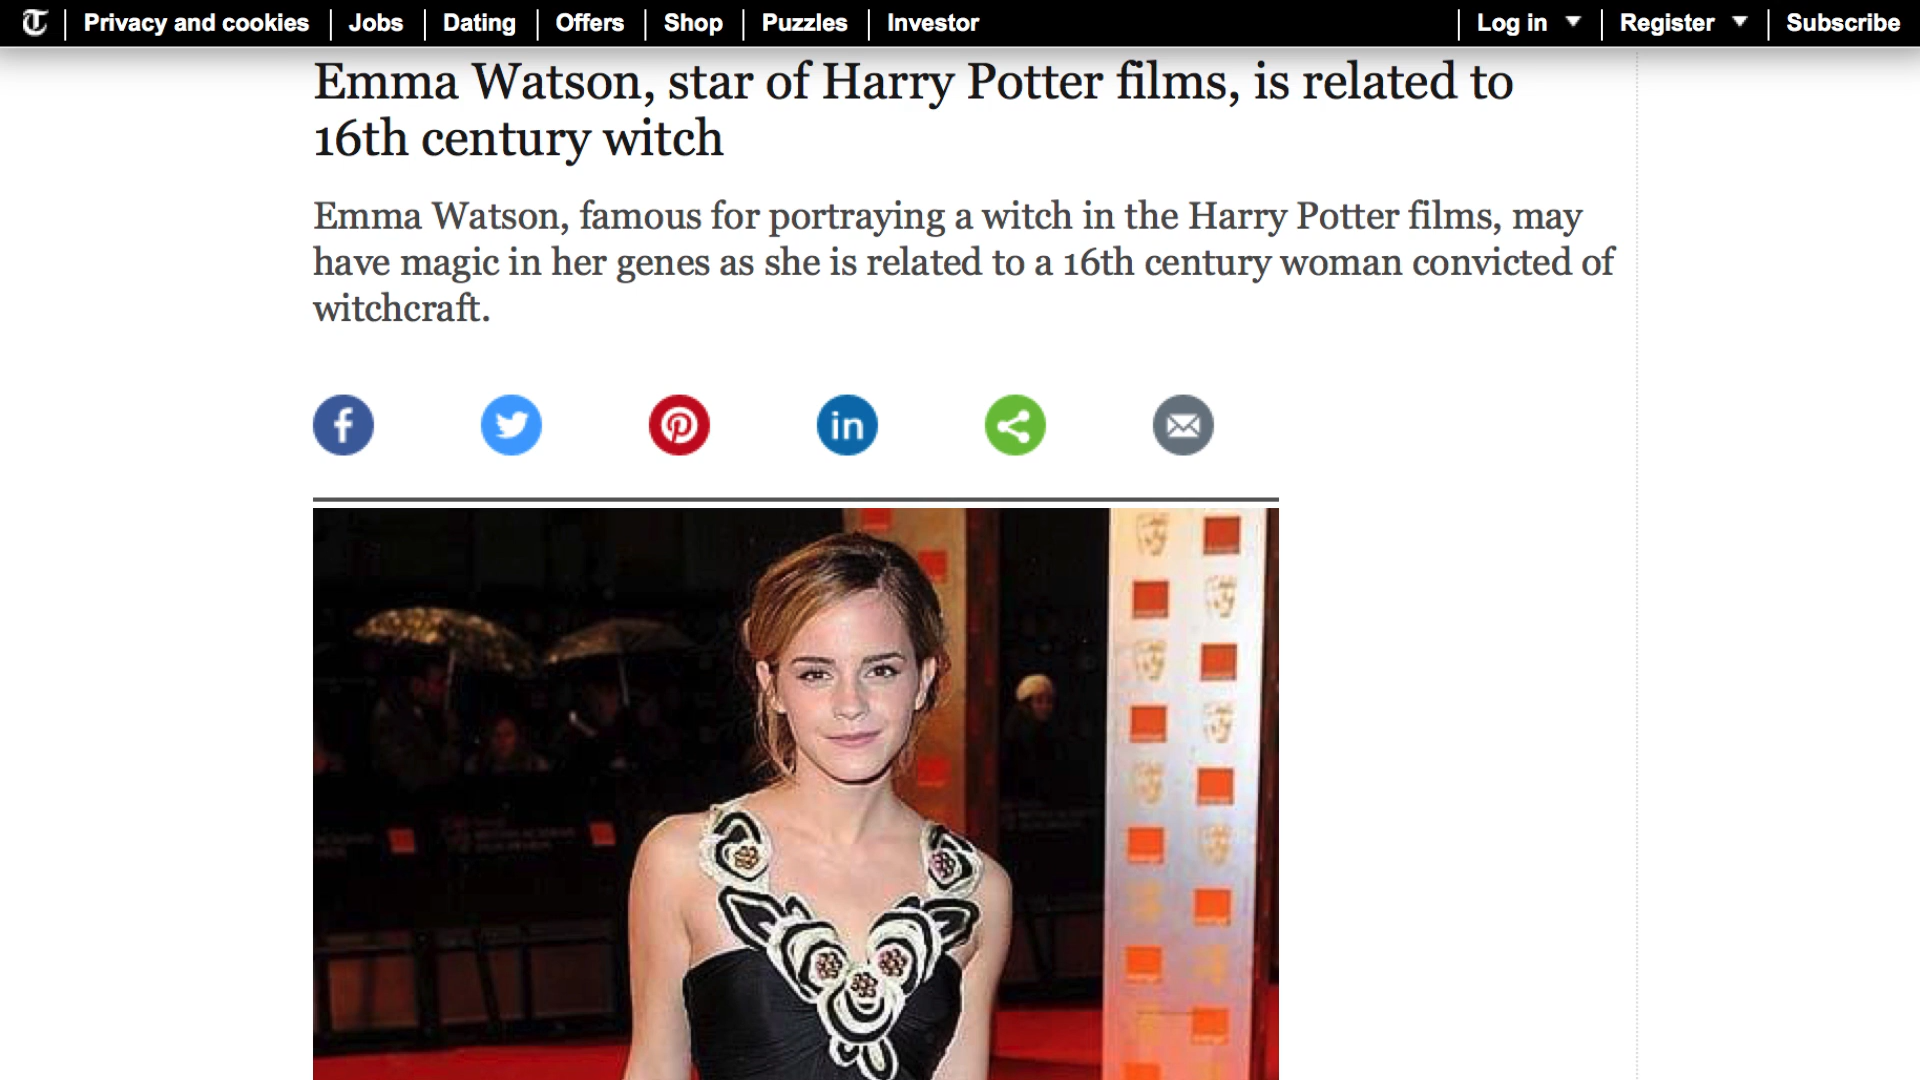 Privacy and cookies Jobs Dating Offers Shop Puzzles Investor Log in Register Subscribe
Emma Watson, star of Harry Potter films, is related to
16th century witch
Emma Watson, famous for portraying a witch in the Harry Potter films, may
have magic in her genes as she is related to a 16th century woman convicted of
witchcraft.